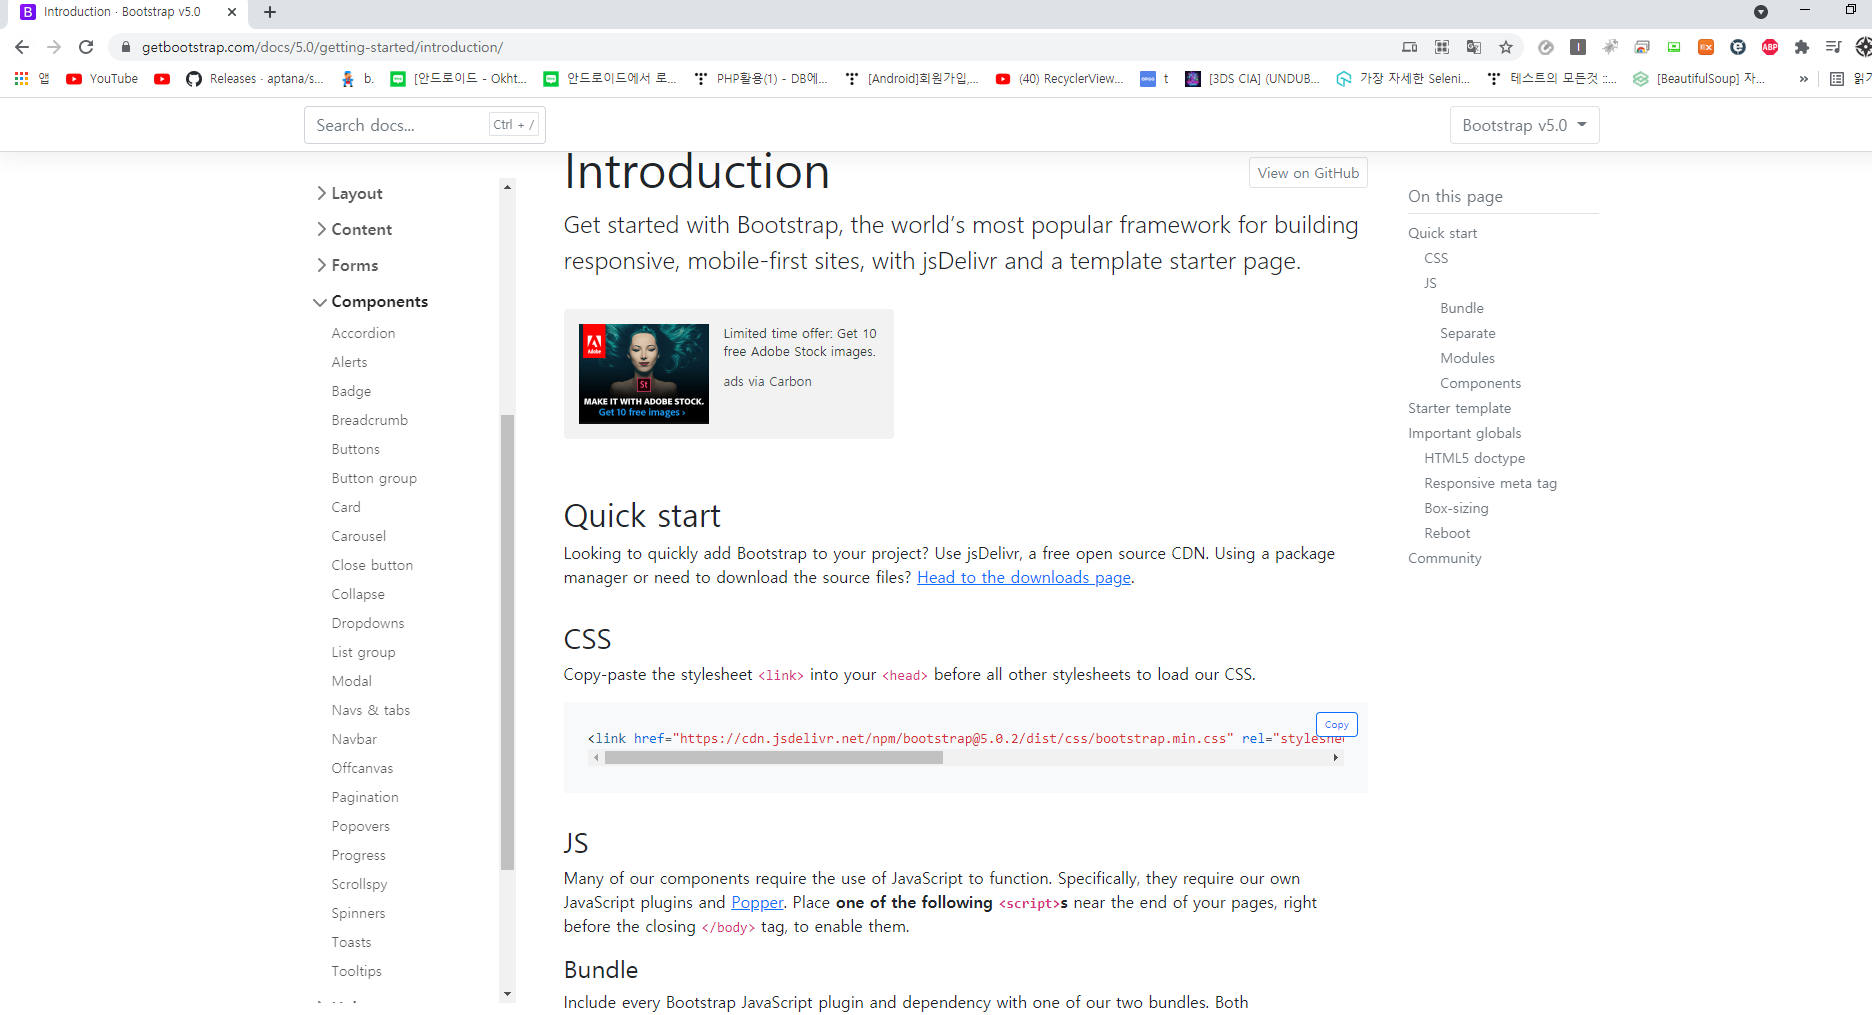 Introduction · Bootstrap v5.0
getbootstrap.com/docs/5.0/getting-started/introduction/
앱
YouTube
Releases · aptana/s...
b.
[안드로이드 - Okht...
안드로이드에서 로...
PHP활용(1) - DB에...
[Android]회원가입,...
(40) RecyclerView...
t
[3DS CIA] (UNDUB...
가장 자세한 Seleni...
테스트의 모든것 ::...
[BeautifulSoup] 자...
»
Search docs...
Ctrl + /
Bootstrap v5.0
Layout
Content
Forms
Components
Accordion
Alerts
Badge
Breadcrumb
Buttons
Button group
Card
Carousel
Close button
Collapse
Dropdowns
List group
Modal
Navs & tabs
Navbar
Offcanvas
Pagination
Popovers
Progress
Scrollspy
Spinners
Toasts
Tooltips
Introduction
View on GitHub
Get started with Bootstrap, the world's most popular framework for building
responsive, mobile-first sites, with jsDelivr and a template starter page.
Adobe
St
MAKE IT WITH ADOBE STOCK.
Get 10 free images ›
Limited time offer: Get 10
free Adobe Stock images.
ads via Carbon
Quick start
Looking to quickly add Bootstrap to your project? Use jsDelivr, a free open source CDN. Using a package
manager or need to download the source files? Head to the downloads page.
CSS
Copy-paste the stylesheet <link> into your <head> before all other stylesheets to load our CSS.
Copy
<link href="https://cdn.jsdelivr.net/npm/bootstrap@5.0.2/dist/css/bootstrap.min.css" rel="styleshe
JS
Many of our components require the use of JavaScript to function. Specifically, they require our own
JavaScript plugins and Popper. Place one of the following <script>s near the end of your pages, right
before the closing </body> tag, to enable them.
Bundle
Include every Bootstrap JavaScript plugin and dependency with one of our two bundles. Both
On this page
Quick start
CSS
JS
Bundle
Separate
Modules
Components
Starter template
Important globals
HTML5 doctype
Responsive meta tag
Box-sizing
Reboot
Community